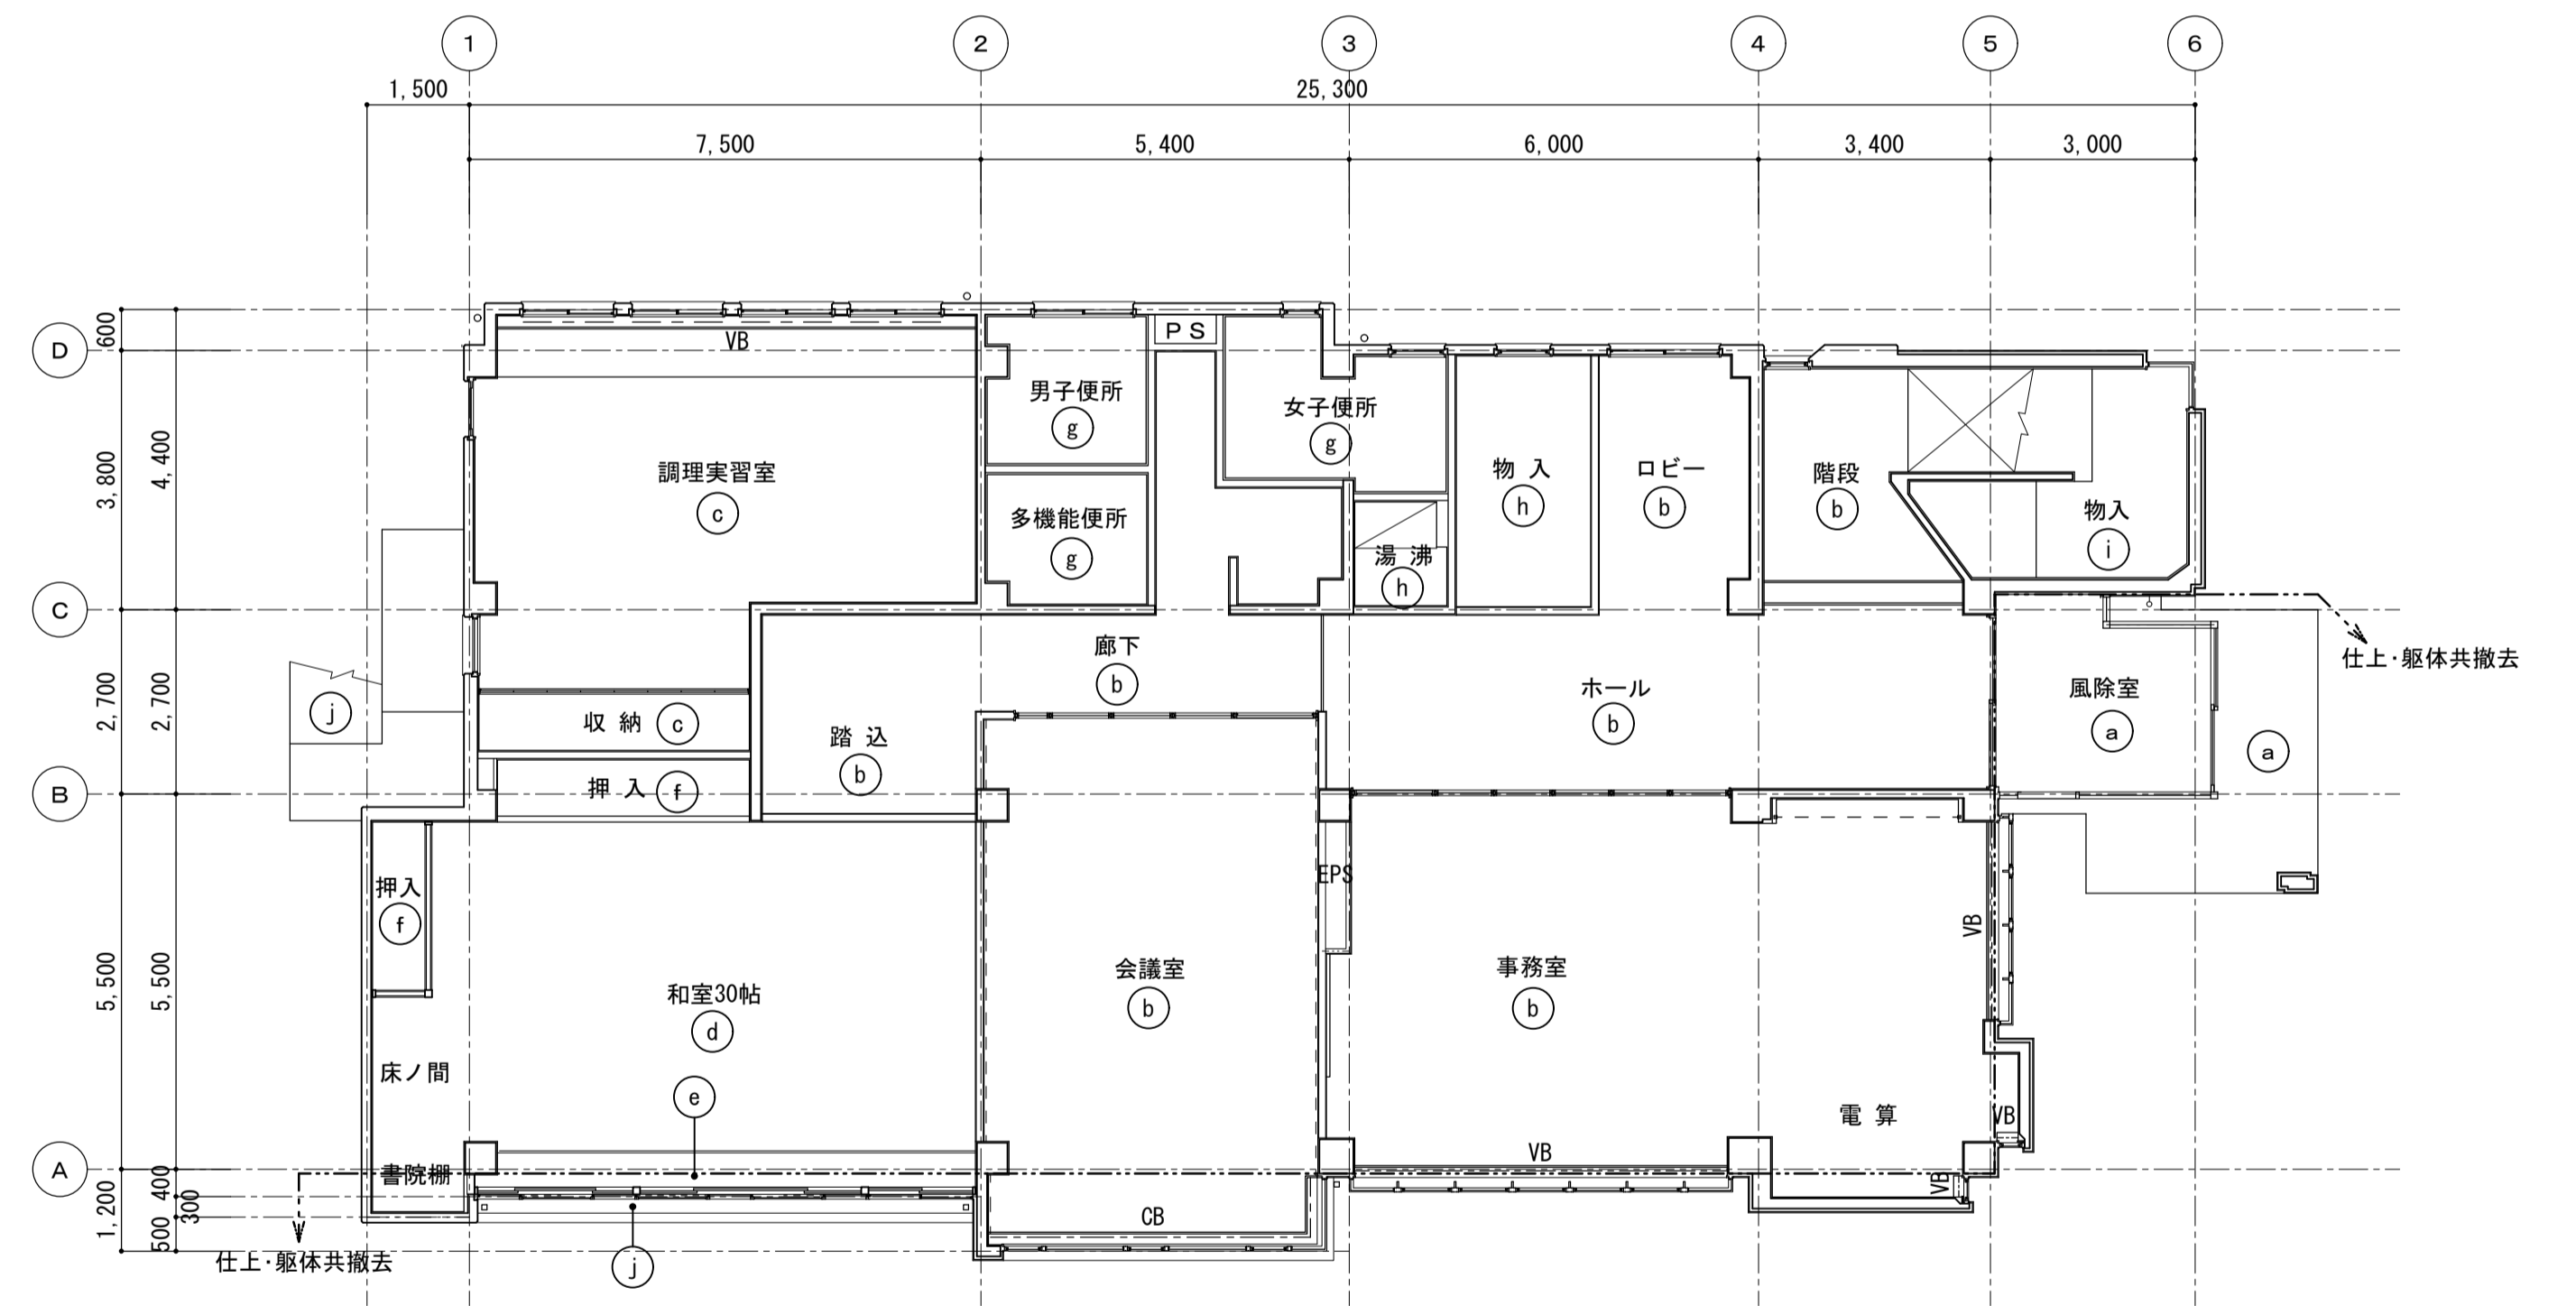 1
2
3
4
5
6
1,500
25,300
7,500
5,400
6,000
3,400
3,000
D
C
B
A
600
3,800
4,400
2,700
2,700
5,500
5,500
1,200
400
300
500
VB
PS
男子便所
g
女子便所
g
調理実習室
c
多機能便所
g
物 入
h
ロビー
b
階段
b
物入
i
湯 沸
h
廊下
b
仕上・躯体共撤去
ホール
b
風除室
a
a
j
収 納
c
踏 込
b
押 入
f
押入
f
EPS
VB
会議室
b
事務室
b
和室30帖
d
床ノ間
e
電 算
VB
VB
書院棚
VB
CB
仕上・躯体共撤去
j